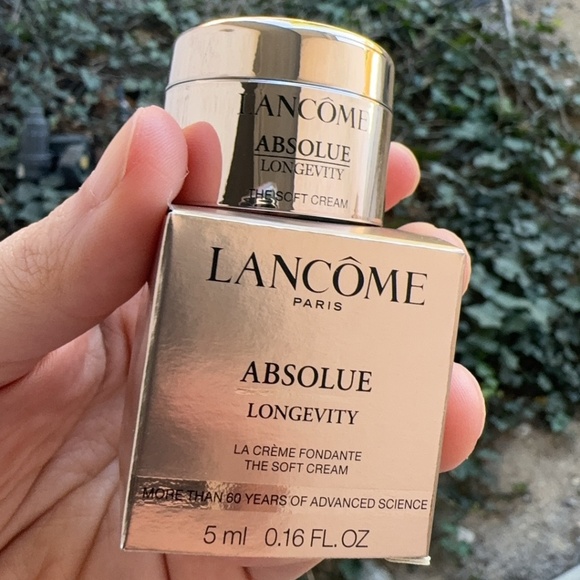 LANCÔME
ABSOLUE
LONGEVITY
THE SOFT CREAM
LANCÔME
PARIS
ABSOLUE
LONGEVITY
LA CRÈME FONDANTE
THE SOFT CREAM
MORE THAN 60 YEARS OF ADVANCED SCIENCE
5 ml 0.16 FL.OZ